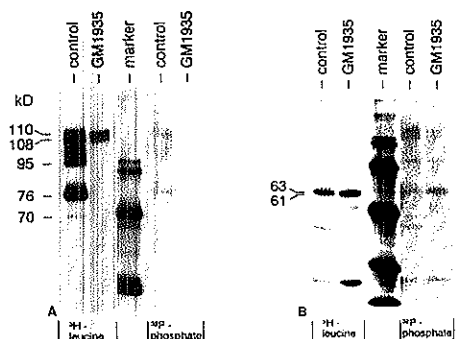 control
GM1935
marker
control
GM1935
kD
110
108
95
76
70
A
³H-
leucine
³²P-
phosphate
control
GM1935
marker
control
GM1935
63
61
B
³H-
leucine
³²P-
phosphate